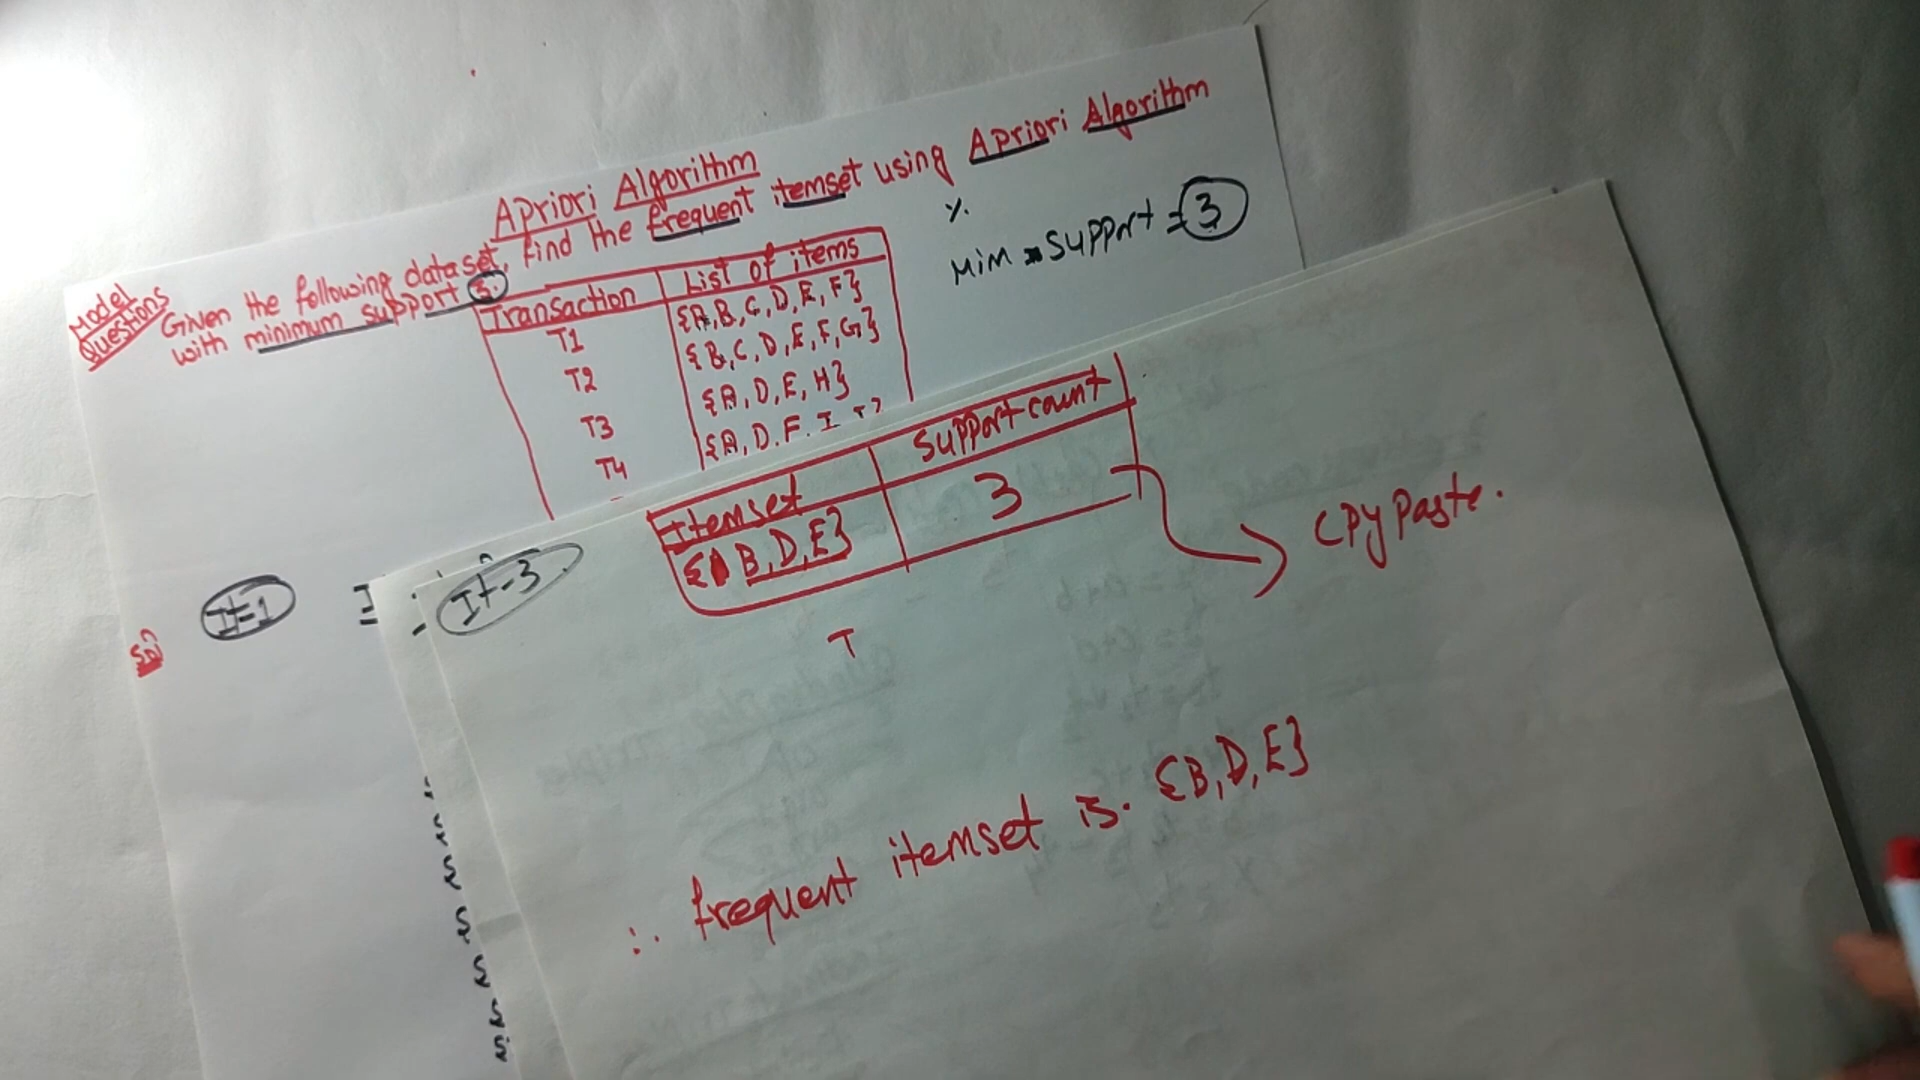 Apriori Algorithm
Model Questions
Given the following dataset, find the frequent itemset using Apriori Algorithm
with minimum support 3.
Min support = 3
Transaction List of items
T1 {A,B,C,D,E,F}
T2 {B,C,D,E,F,G}
T3 {A,D,E,H}
T4 {A,D,F,I
It-1
It-3
Itemset Support count
{B,D,E} 3
CPY Paste.
T
∴ frequent itemset is. {B,D,E}